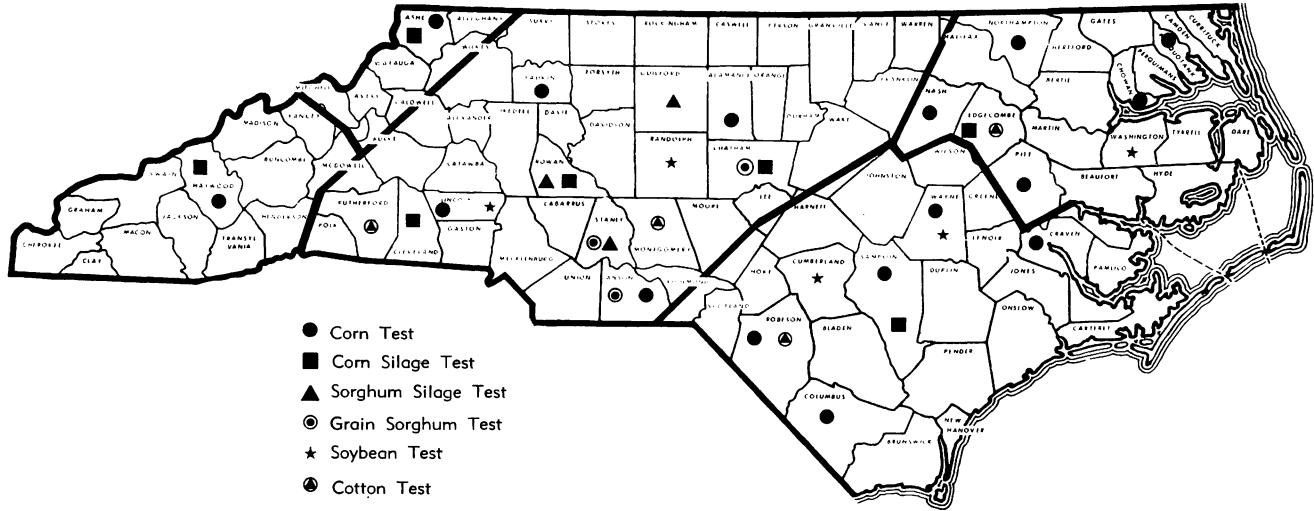 ASHE
ALLEGHANY
SURRY
STOKES
ROCKINGHAM
CASWELL
PERSON
GRANVILLE
VANCE
WARREN
HALIFAX
NORTHAMPTON
GATES
CAMDEN
CURRITUCK
HERTFORD
PERQUIMANS
CHOWAN
BERTIE
WATAUGA
WILKES
YADKIN
FORSYTH
GUILFORD
ALAMANCE
ORANGE
FRANKLIN
NASH
EDGECOMBE
MARTIN
WASHINGTON
TYRELL
DARE
MITCHELL
AVERY
CALDWELL
MADISON
YANCEY
BURKE
ALEXANDER
IREDELL
DAVIE
DAVIDSON
RANDOLPH
CHATHAM
DURHAM
WAKE
WILSON
PITT
BEAUFORT
HYDE
SWAIN
HAYWOOD
BUNCOMBE
MCDOWELL
CATAWBA
ROWAN
LEE
JOHNSTON
WAYNE
GREENE
GRAHAM
JACKSON
HENDERSON
RUTHERFORD
LINCOLN
CABARRUS
STANLY
MOORE
HARNETT
LENOIR
CRAVEN
CHEROKEE
MACON
CLAY
TRANSYL
VANIA
POLK
CLEVELAND
GASTON
MECKLENBURG
MONTGOMERY
UNION
ANSON
RICHMOND
SCOTLAND
HOKE
CUMBERLAND
SAMPSON
DUPLIN
JONES
PAMLICO
ROBESON
BLADEN
ONSLOW
CARTERET
PENDER
COLUMBUS
NEW
HANOVER
BRUNSWICK
Corn Test
Corn Silage Test
Sorghum Silage Test
Grain Sorghum Test
Soybean Test
Cotton Test